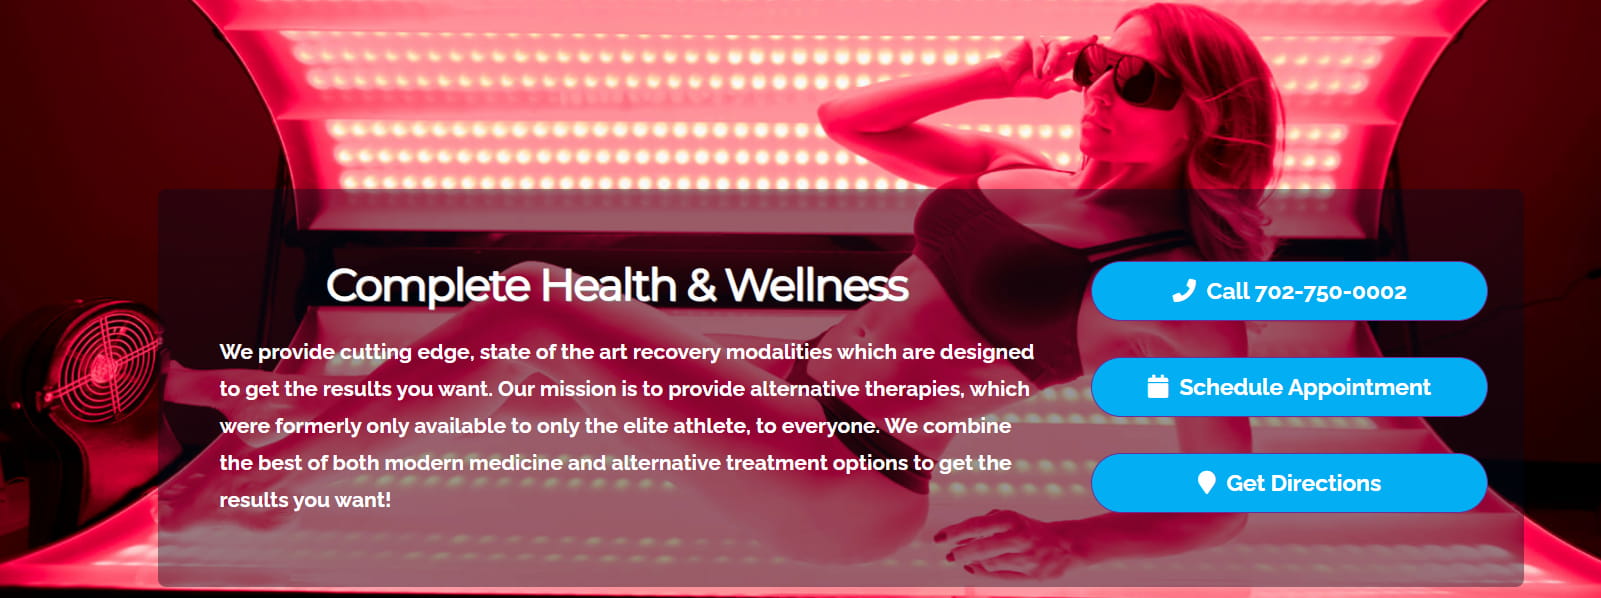 Complete Health & Wellness
We provide cutting edge, state of the art recovery modalities which are designed
to get the results you want. Our mission is to provide alternative therapies, which
were formerly only available to only the elite athlete, to everyone. We combine
the best of both modern medicine and alternative treatment options to get the
results you want!
Call 702-750-0002
Schedule Appointment
Get Directions